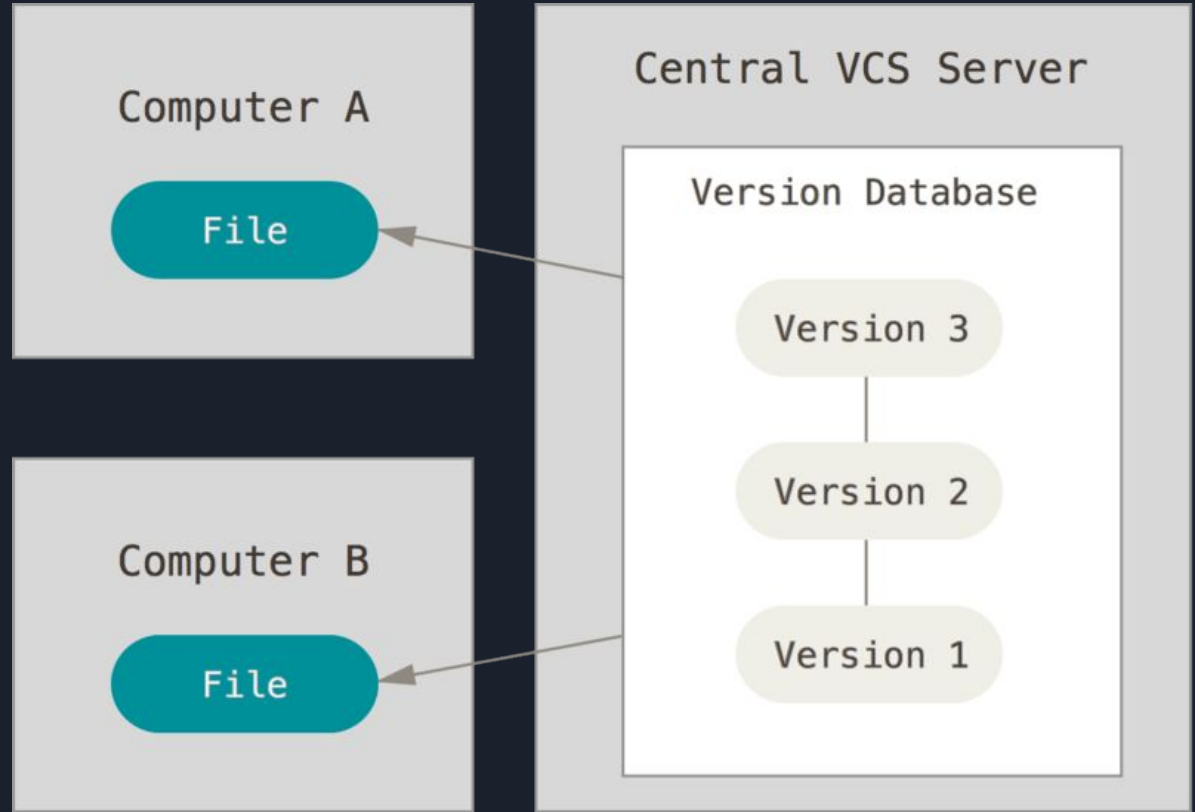 Computer A
File
Computer B
File
Central VCS Server
Version Database
Version 3
Version 2
Version 1